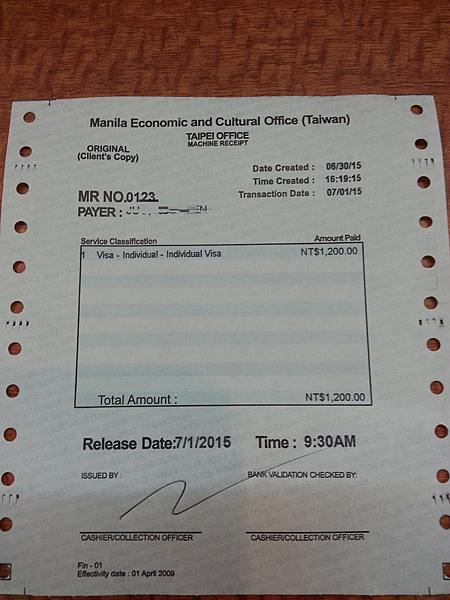 Manila Economic and Cultural Office (Taiwan)
TAIPEI OFFICE
MACHINE RECEIPT
ORIGINAL
(Client's Copy)
Date Created : 06/30/15
Time Created : 16:19:15
Transaction Date : 07/01/15
MR NO.0123
PAYER :
Service Classification Amount Paid
1 Visa - Individual - Individual Visa NT$1,200.00
Total Amount : NT$1,200.00
Release Date:7/1/2015 Time : 9:30AM
ISSUED BY : BANK VALIDATION CHECKED BY:
CASHIER/COLLECTION OFFICER CASHIER/COLLECTION OFFICER
Fin - 01
Effectivity date : 01 April 2009